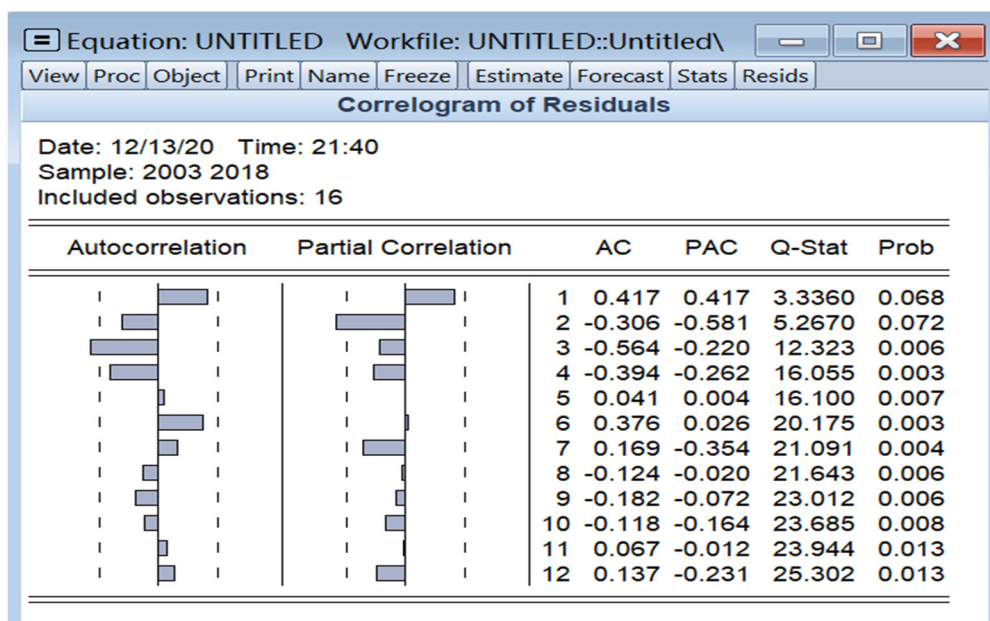 Equation: UNTITLED Workfile: UNTITLED::Untitled\
View Proc Object Print Name Freeze Estimate Forecast Stats Resids
Correlogram of Residuals
Date: 12/13/20 Time: 21:40
Sample: 2003 2018
Included observations: 16
Autocorrelation Partial Correlation AC PAC Q-Stat Prob
1 0.417 0.417 3.3360 0.068
2 -0.306 -0.581 5.2670 0.072
3 -0.564 -0.220 12.323 0.006
4 -0.394 -0.262 16.055 0.003
5 0.041 0.004 16.100 0.007
6 0.376 0.026 20.175 0.003
7 0.169 -0.354 21.091 0.004
8 -0.124 -0.020 21.643 0.006
9 -0.182 -0.072 23.012 0.006
10 -0.118 -0.164 23.685 0.008
11 0.067 -0.012 23.944 0.013
12 0.137 -0.231 25.302 0.013